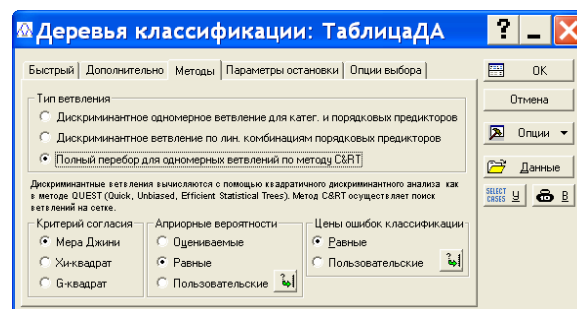 Деревья классификации: ТаблицаДА
Быстрый Дополнительно Методы Параметры остановки Опции выбора
Тип ветвления
Дискриминантное одномерное ветвление для катег. и порядковых предикторов
Дискриминантное ветвление по лин. комбинациям порядковых предикторов
Полный перебор для одномерных ветвлений по методу C&RT
Дискриминантные ветвления вычисляются с помощью квадратичного дискриминантного анализа как
в методе QUEST (Quick, Unbiased, Efficient Statistical Trees). Метод C&RT осуществляет поиск
ветвлений на сетке.
Критерий согласия
Мера Джини
Хи-квадрат
G-квадрат
Априорные вероятности
Оцениваемые
Равные
Пользовательские
Цены ошибок классификации
Равные
Пользовательские
OK
Отмена
Опции
Данные
SELECT CASES У В